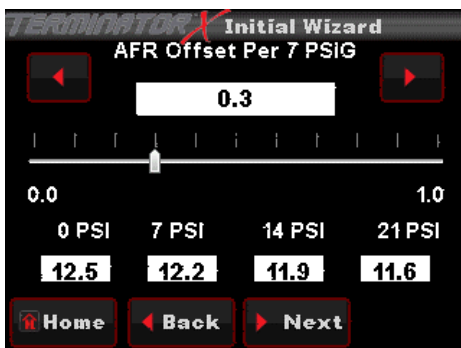 TERMINATOR X Initial Wizard
AFR Offset Per 7 PSIG
0.3
0.0 1.0
0 PSI 7 PSI 14 PSI 21 PSI
12.5 12.2 11.9 11.6
Home Back Next